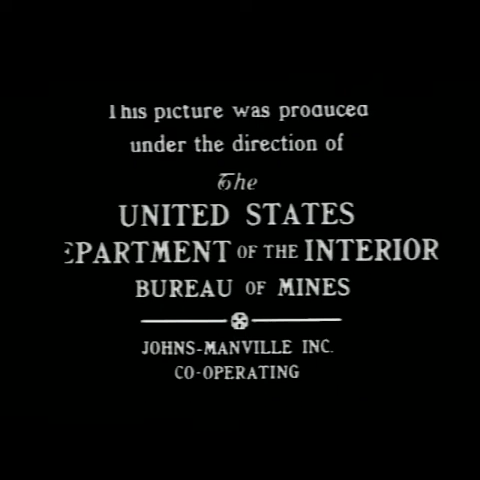 This picture was produced
under the direction of
The
UNITED STATES
EPARTMENT OF THE INTERIOR
BUREAU OF MINES
JOHNS-MANVILLE INC.
CO-OPERATING